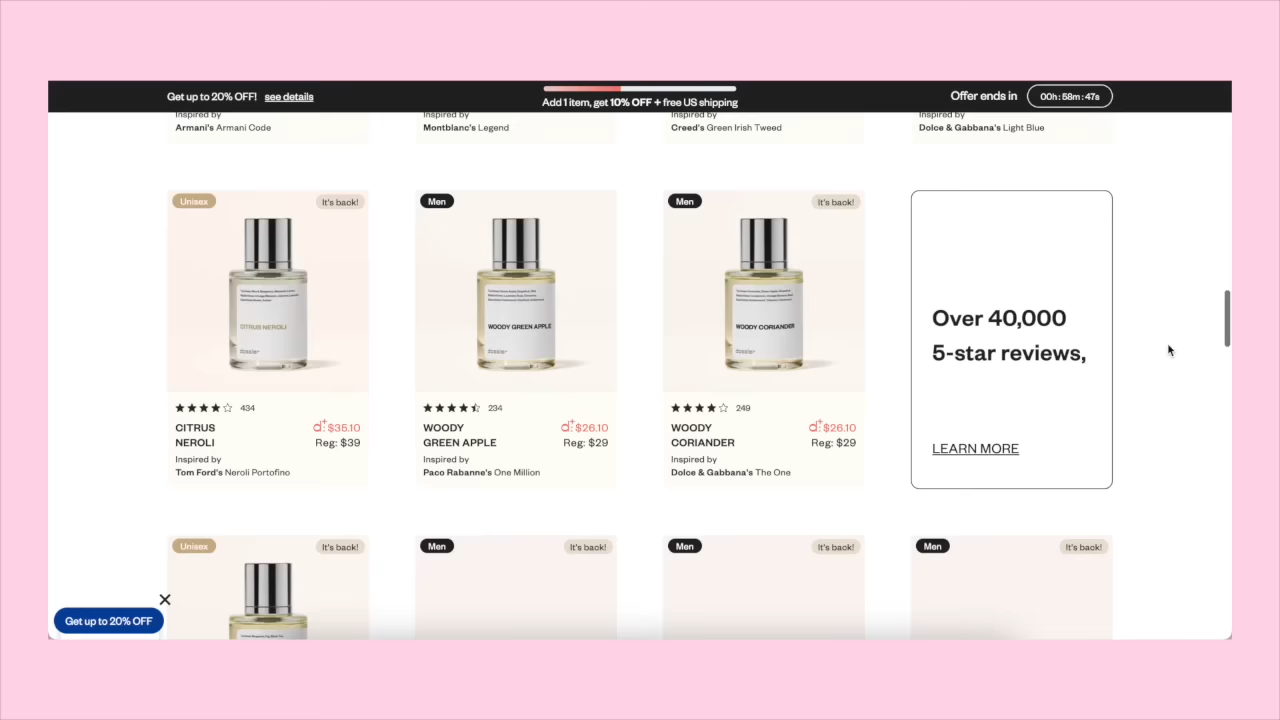 Get up to 20% OFF! see details
Add 1 item, get 10% OFF + free US shipping
Offer ends in 00h: 58m: 47s
Inspired by
Armani's Armani Code
Inspired by
Montblanc's Legend
Inspired by
Creed's Green Irish Tweed
Inspired by
Dolce & Gabbana's Light Blue
Unisex
It's back!
CITRUS NEROLI
434
CITRUS
NEROLI
d+:$35.10
Reg: $39
Inspired by
Tom Ford's Neroli Portofino
Men
WOODY GREEN APPLE
234
WOODY
GREEN APPLE
d+:$26.10
Reg: $29
Inspired by
Paco Rabanne's One Million
Men
It's back!
WOODY CORIANDER
249
WOODY
CORIANDER
d+:$26.10
Reg: $29
Inspired by
Dolce & Gabbana's The One
Over 40,000
5-star reviews,
LEARN MORE
Unisex
It's back!
Men
It's back!
Men
It's back!
Men
It's back!
Get up to 20% OFF